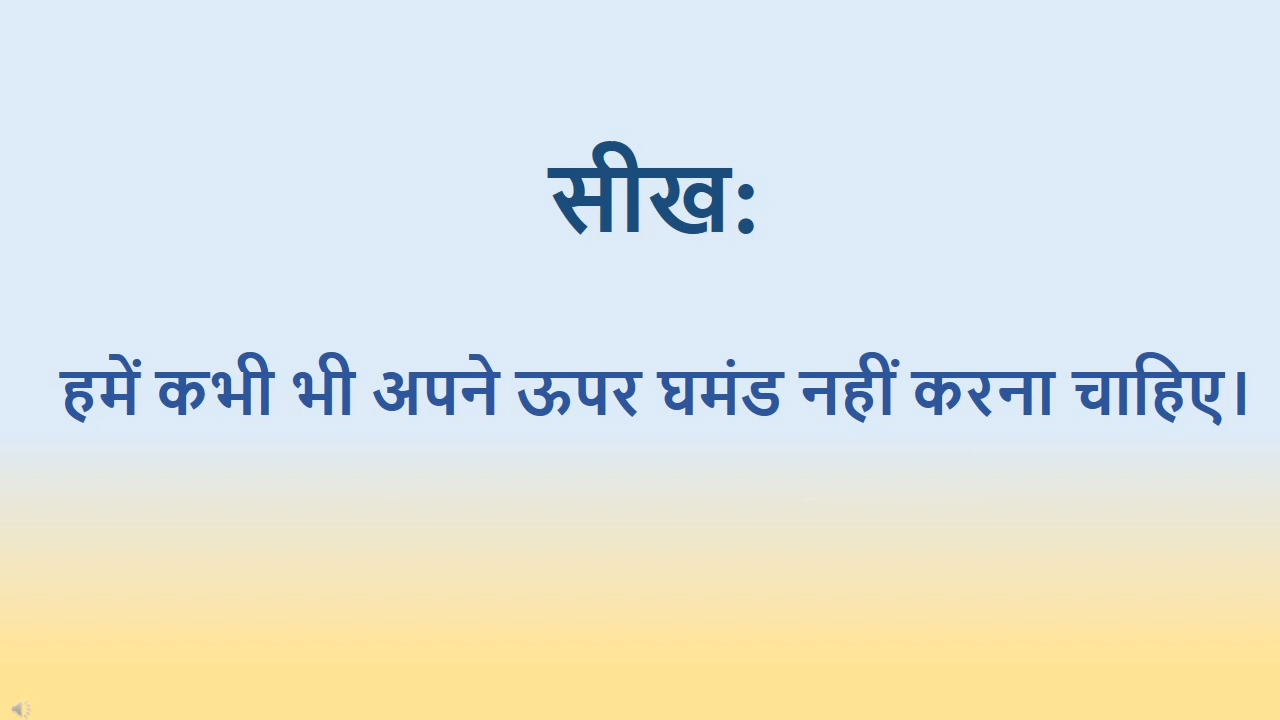 सीख:
हमें कभी भी अपने ऊपर घमंड नहीं करना चाहिए।